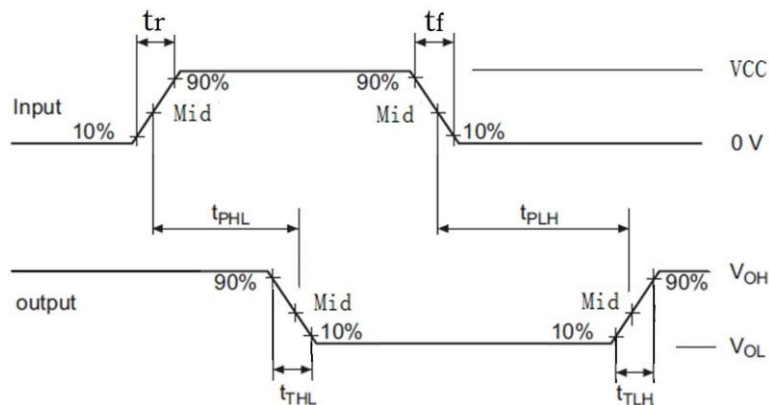 tr tf
90% 90% VCC
Input Mid Mid
10% 10% 0 V
tPHL tPLH
90% 90% VOH
output Mid Mid
10% 10% VOL
tTHL tTLH